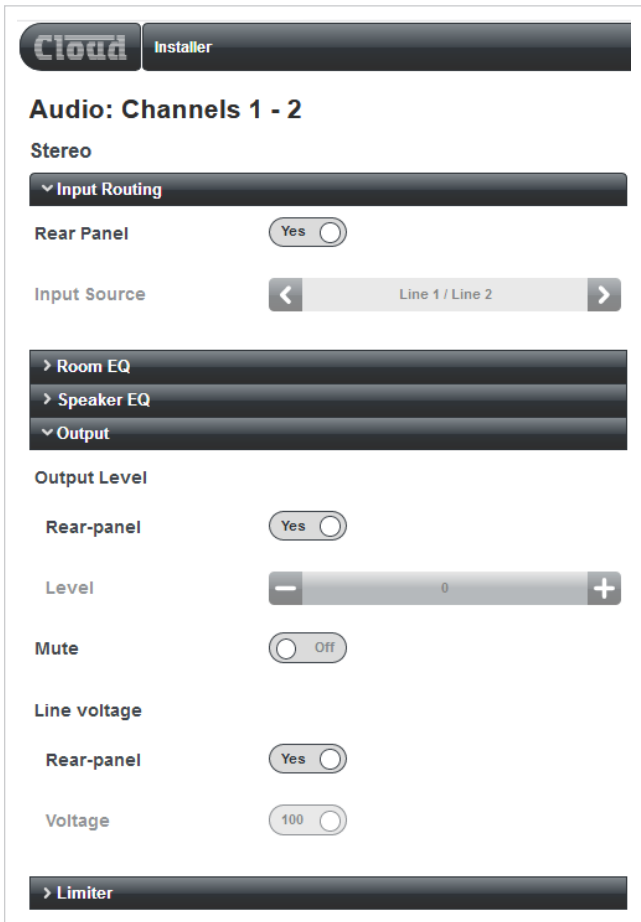 Cloud Installer
Audio: Channels 1 - 2
Stereo
Input Routing
Rear Panel Yes
Input Source Line 1 / Line 2
Room EQ
Speaker EQ
Output
Output Level
Rear-panel Yes
Level 0
Mute Off
Line voltage
Rear-panel Yes
Voltage 100
Limiter